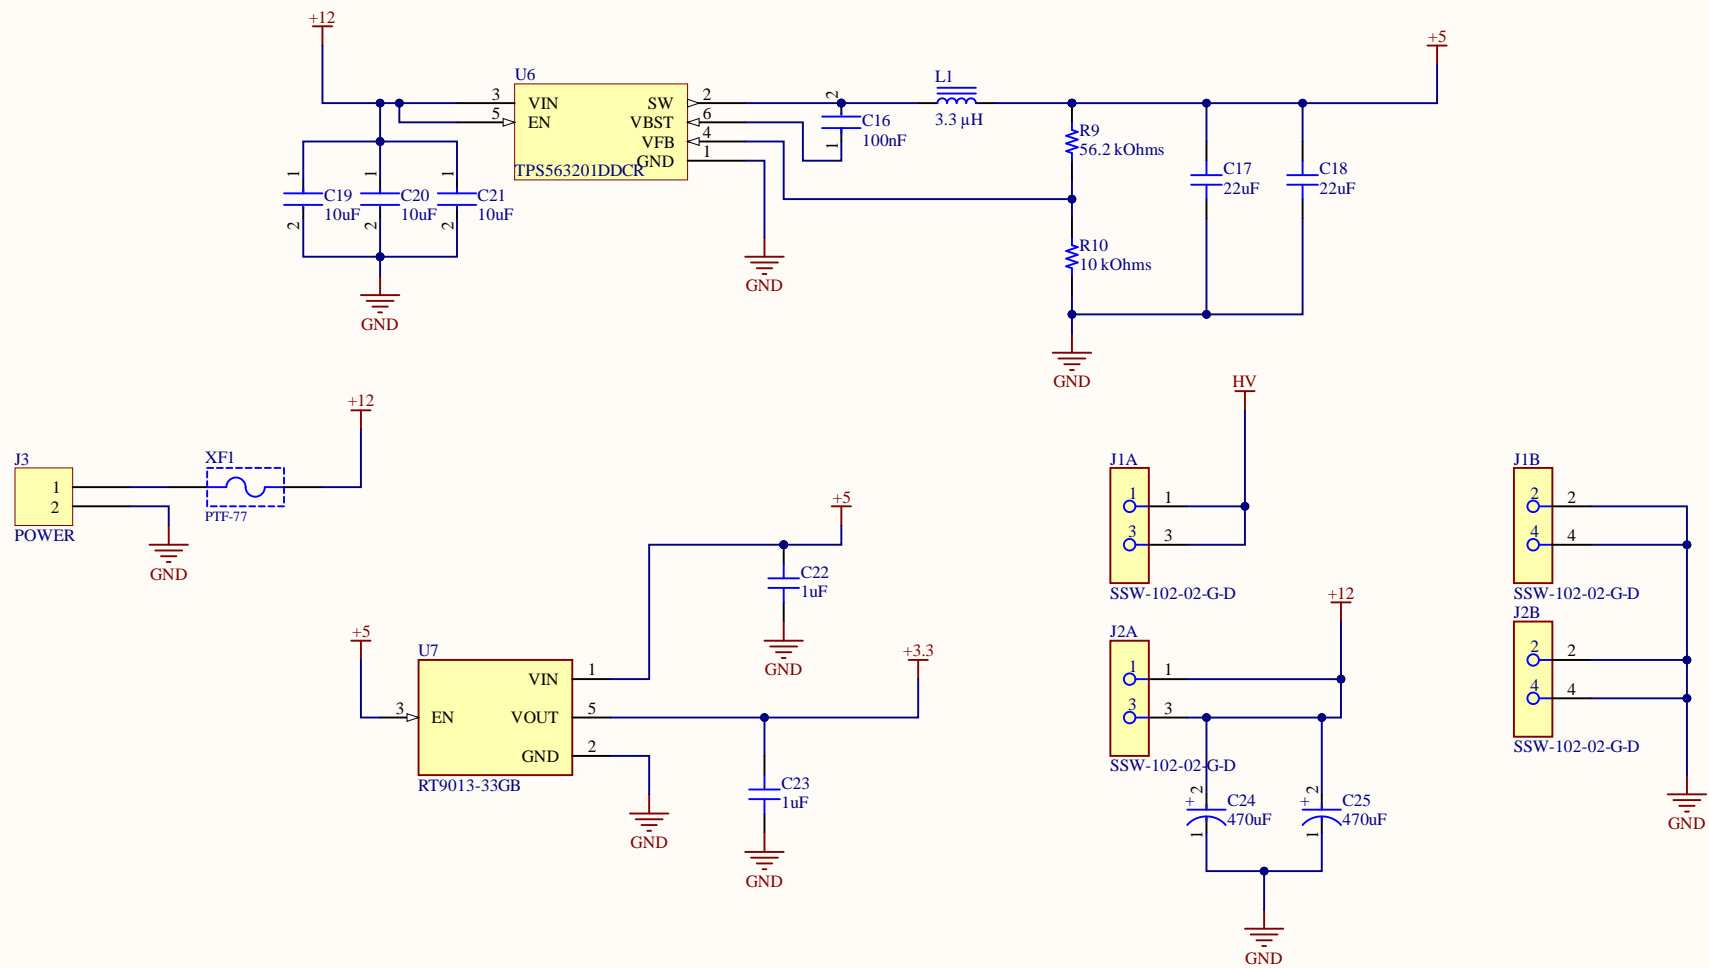 +12
U6
3 VIN SW 2
5 EN VBST 6
VFB 4
GND 1
TPS563201DDCR
2
C16
100nF
1
L1
3.3 µH
+5
R9
56.2 kOhms
R10
10 kOhms
C17
22uF
C18
22uF
1
C19
10uF
2
1
C20
10uF
2
1
C21
10uF
2
GND
GND
GND
J3
1
2
POWER
XF1
PTF-77
+12
GND
+5
C22
1uF
GND
+5
U7
VIN 1
3 EN VOUT 5
GND 2
RT9013-33GB
+3.3
C23
1uF
GND
GND
HV
J1A
1 1
3 3
SSW-102-02-G-D
J2A
1 1
3 3
SSW-102-02-G-D
+12
+ 2
C24
470uF
1
+ 2
C25
470uF
1
GND
J1B
2 2
4 4
SSW-102-02-G-D
J2B
2 2
4 4
SSW-102-02-G-D
GND